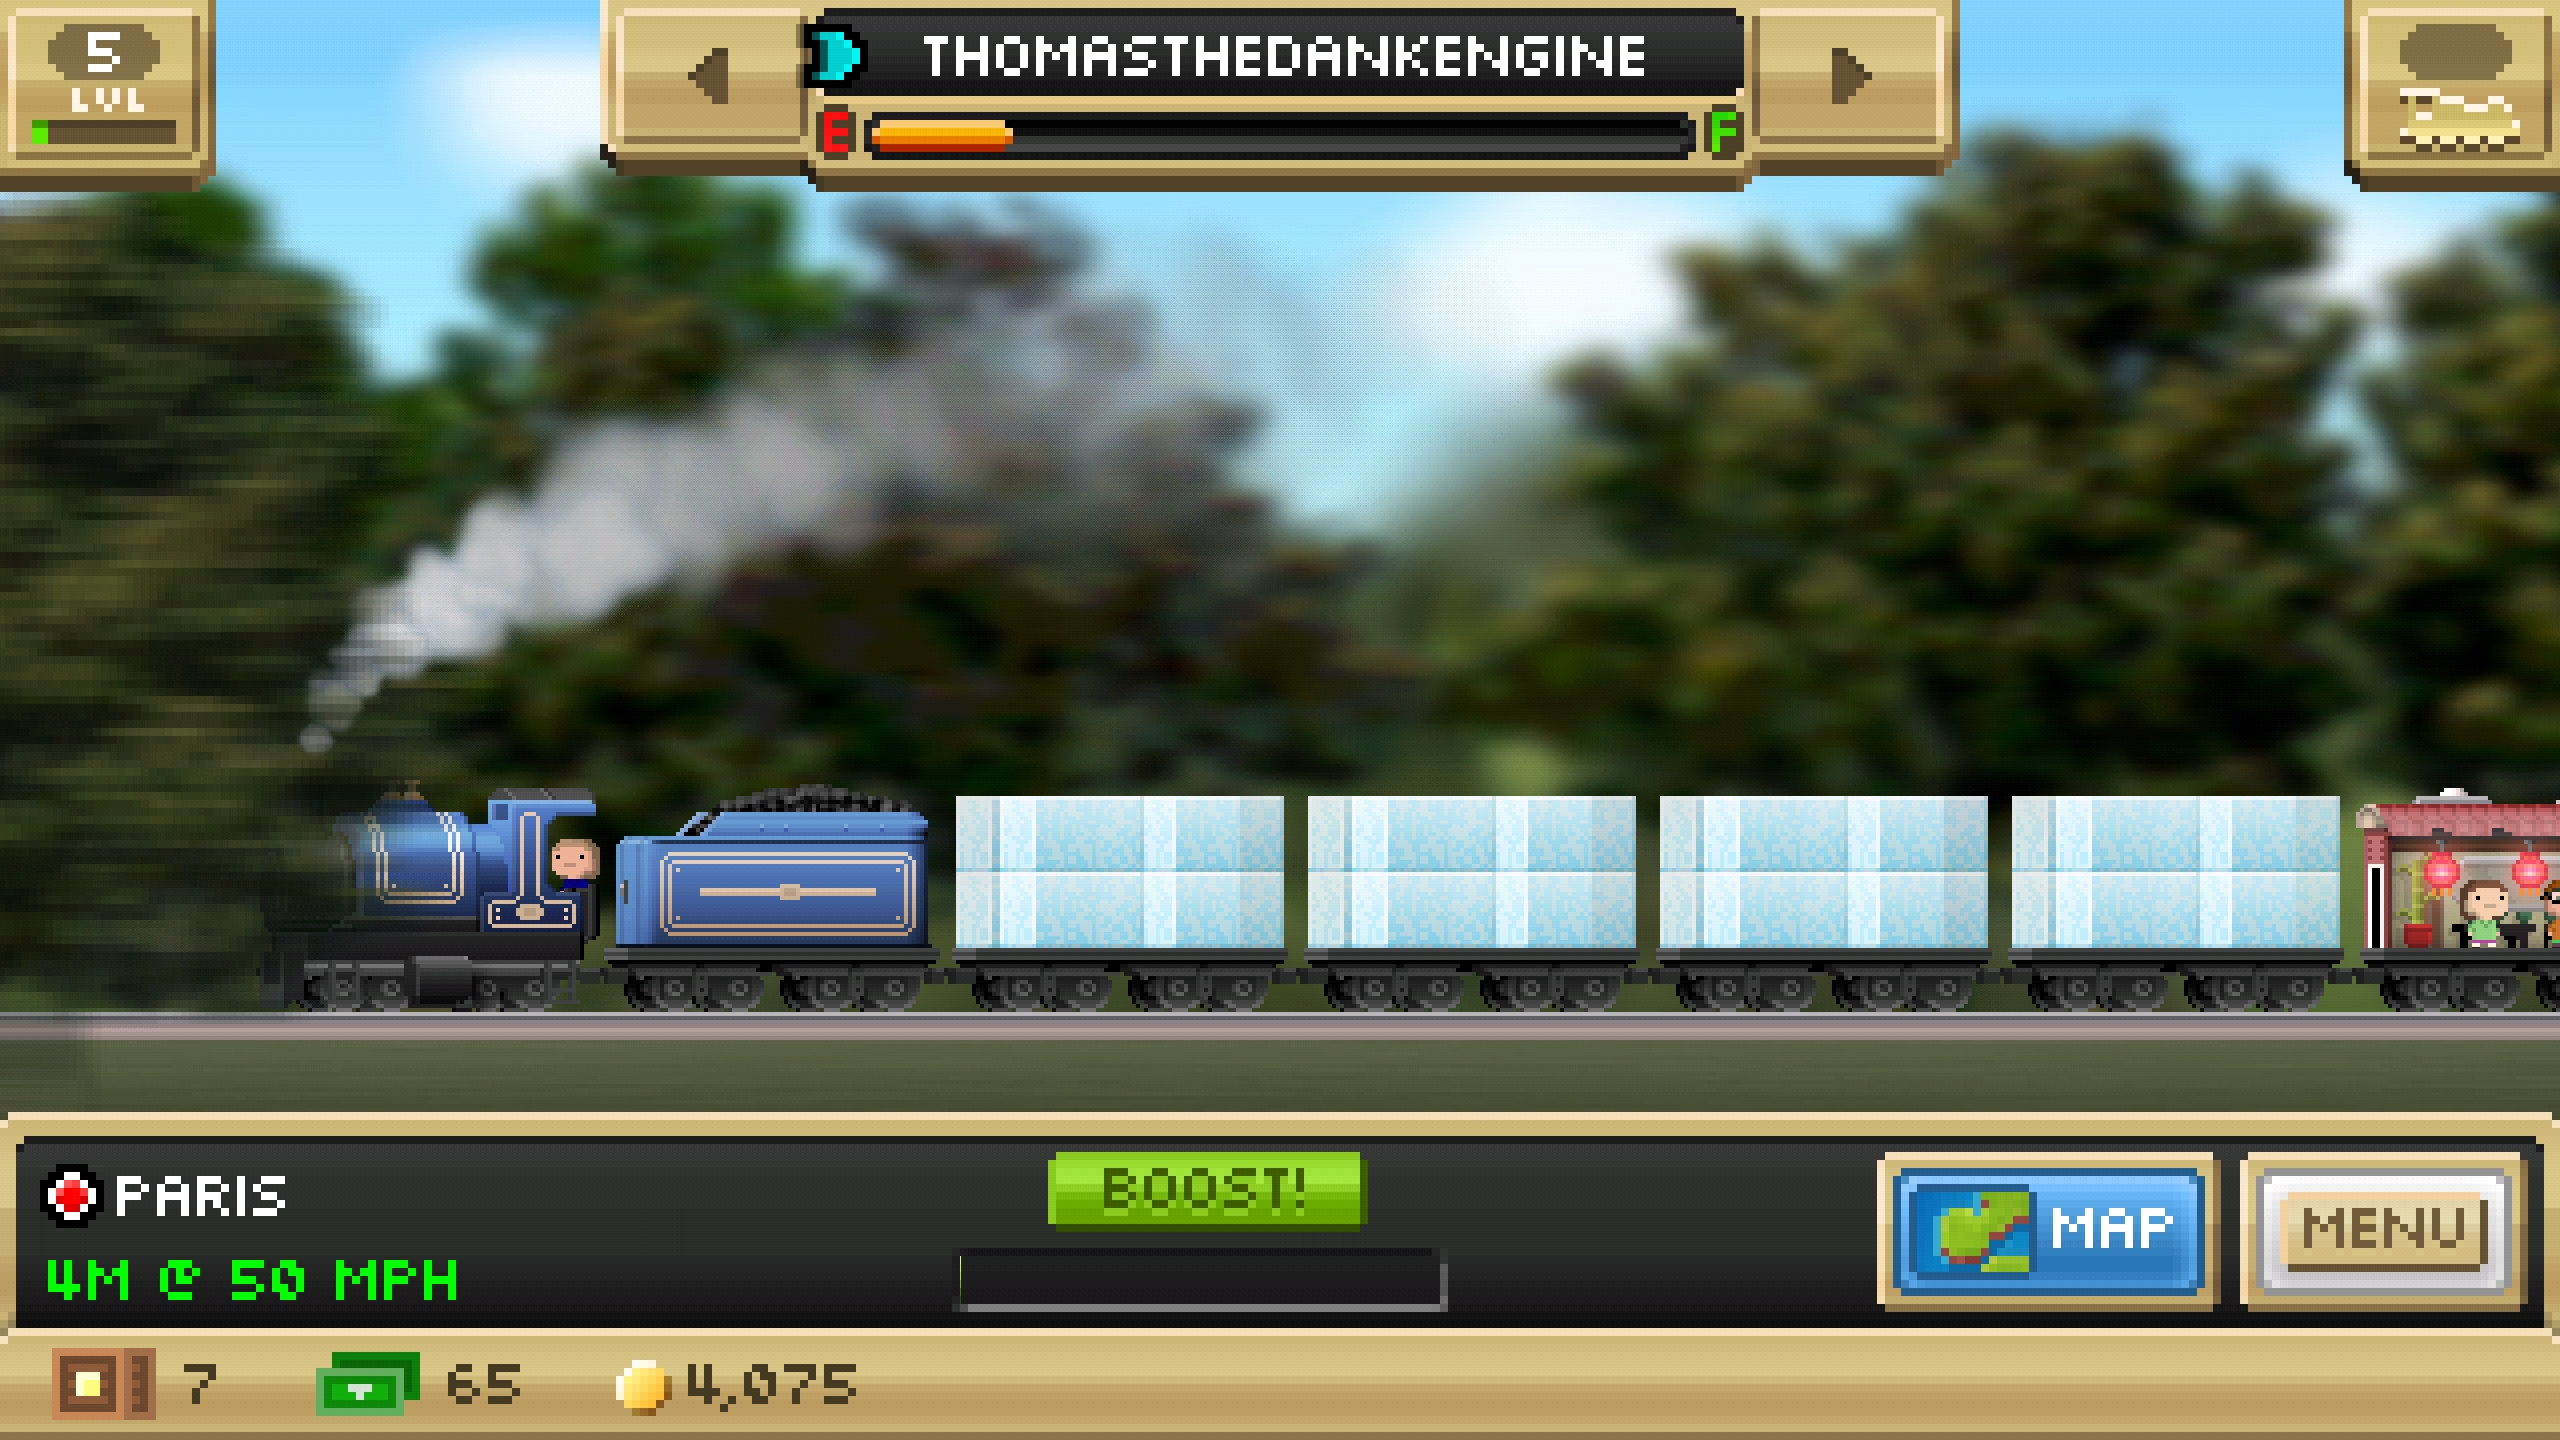 5
LVL
THOMASTHEDANKENGINE
E F
PARIS
4M @ 50 MPH
BOOST!
MAP
MENU
7
65
4,075